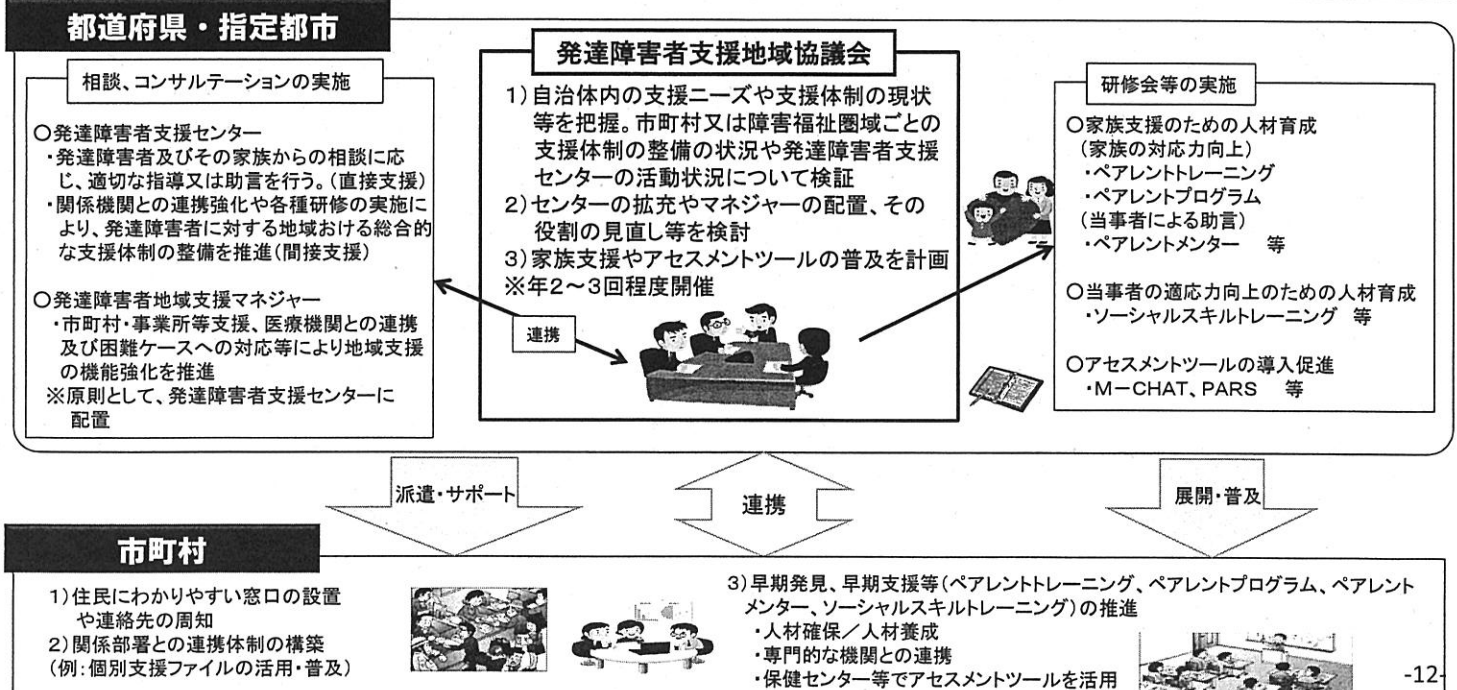 都道府県・指定都市
相談、コンサルテーションの実施
○発達障害者支援センター
・発達障害者及びその家族からの相談に応
じ、適切な指導又は助言を行う。(直接支援)
・関係機関との連携強化や各種研修の実施に
より、発達障害者に対する地域おける総合的
な支援体制の整備を推進(間接支援)
○発達障害者地域支援マネジャー
・市町村・事業所等支援、医療機関との連携
及び困難ケースへの対応等により地域支援
の機能強化を推進
※原則として、発達障害者支援センターに
配置
発達障害者支援地域協議会
1)自治体内の支援ニーズや支援体制の現状
等を把握。市町村又は障害福祉圏域ごとの
支援体制の整備の状況や発達障害者支援
センターの活動状況について検証
2)センターの拡充やマネジャーの配置、その
役割の見直し等を検討
3)家族支援やアセスメントツールの普及を計画
※年2~3回程度開催
連携
研修会等の実施
○家族支援のための人材育成
(家族の対応力向上)
・ペアレントトレーニング
・ペアレントプログラム
(当事者による助言)
・ペアレントメンター 等
○当事者の適応力向上のための人材育成
・ソーシャルスキルトレーニング 等
○アセスメントツールの導入促進
・M-CHAT、PARS 等
派遣・サポート
連携
展開・普及
市町村
1)住民にわかりやすい窓口の設置
や連絡先の周知
2)関係部署との連携体制の構築
(例:個別支援ファイルの活用・普及)
3)早期発見、早期支援等(ペアレントトレーニング、ペアレントプログラム、ペアレント
メンター、ソーシャルスキルトレーニング)の推進
・人材確保/人材養成
・専門的な機関との連携
・保健センター等でアセスメントツールを活用
-12-